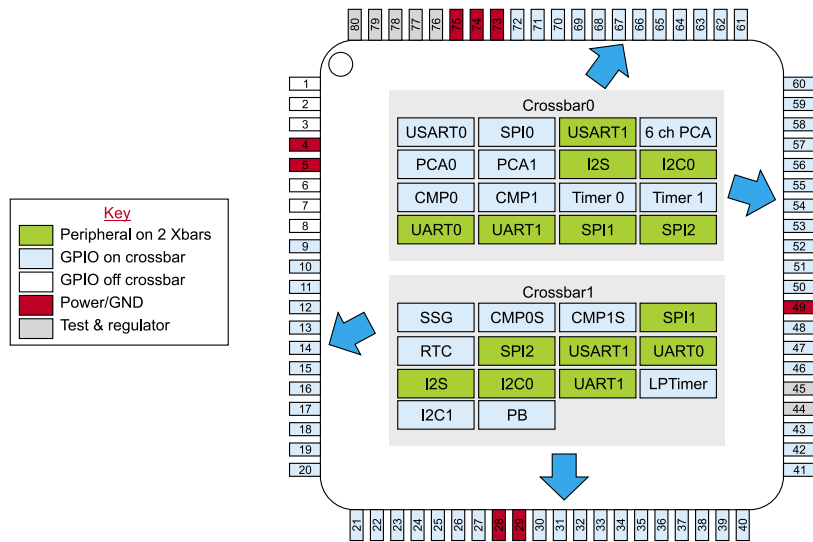 80 79 78 77 76 75 74 73 72 71 70 69 68 67 66 65 64 63 62 61
1
2
3
4
5
6
7
8
9
10
11
12
13
14
15
16
17
18
19
20
Key
Peripheral on 2 Xbars
GPIO on crossbar
GPIO off crossbar
Power/GND
Test & regulator
Crossbar0
USART0 SPI0 USART1 6 ch PCA
PCA0 PCA1 I2S I2C0
CMP0 CMP1 Timer 0 Timer 1
UART0 UART1 SPI1 SPI2
Crossbar1
SSG CMP0S CMP1S SPI1
RTC SPI2 USART1 UART0
I2S I2C0 UART1 LPTimer
I2C1 PB
60
59
58
57
56
55
54
53
52
51
50
49
48
47
46
45
44
43
42
41
21 22 23 24 25 26 27 28 29 30 31 32 33 34 35 36 37 38 39 40